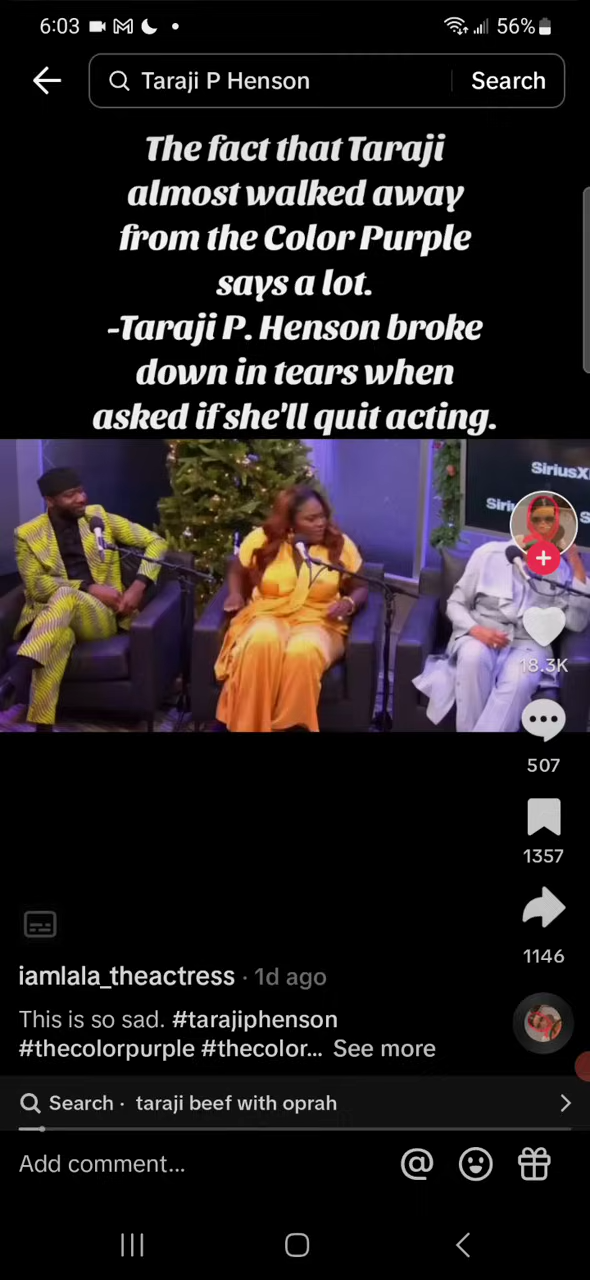 6:03
56%
Taraji P Henson
Search
The fact that Taraji
almost walked away
from the Color Purple
says a lot.
-Taraji P. Henson broke
down in tears when
asked if she'll quit acting.
SiriusX
Siri
S
18.3K
507
1357
1146
iamlala_theactress · 1d ago
This is so sad. #tarajiphenson
#thecolorpurple #thecolor... See more
Search · taraji beef with oprah
Add comment...